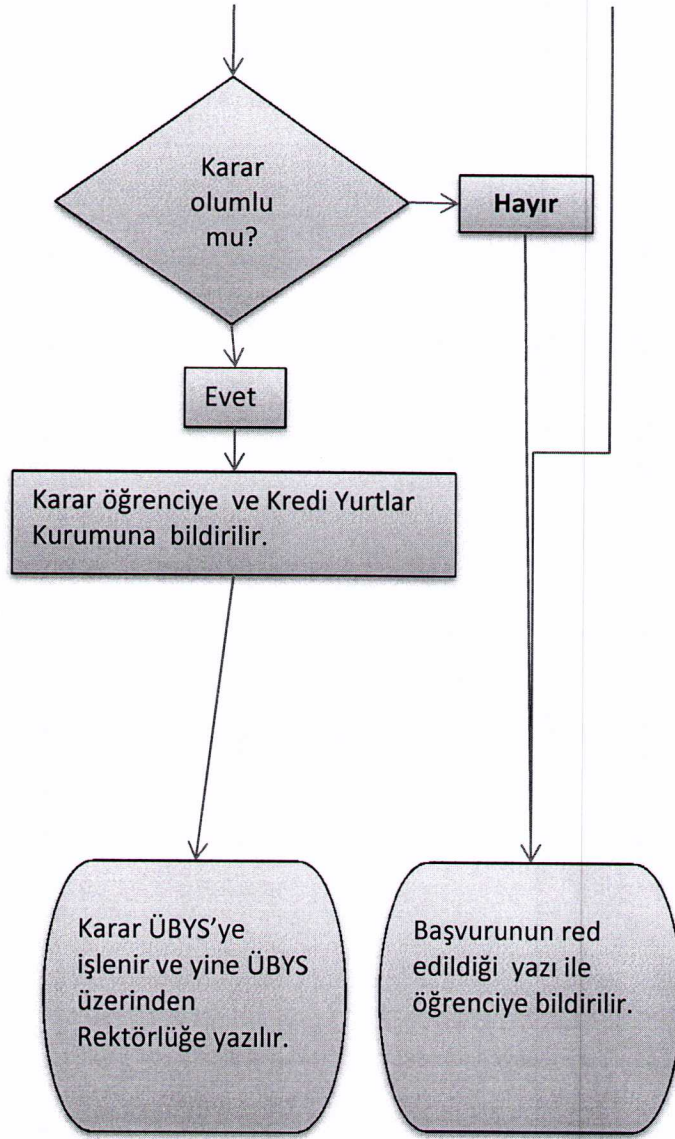 Karar
olumlu
mu?
Hayır
Evet
Karar öğrenciye ve Kredi Yurtlar
Kurumuna bildirilir.
Karar ÜBYS’ye
işlenir ve yine ÜBYS
üzerinden
Rektörlüğe yazılır.
Başvurunun red
edildiği yazı ile
öğrenciye bildirilir.